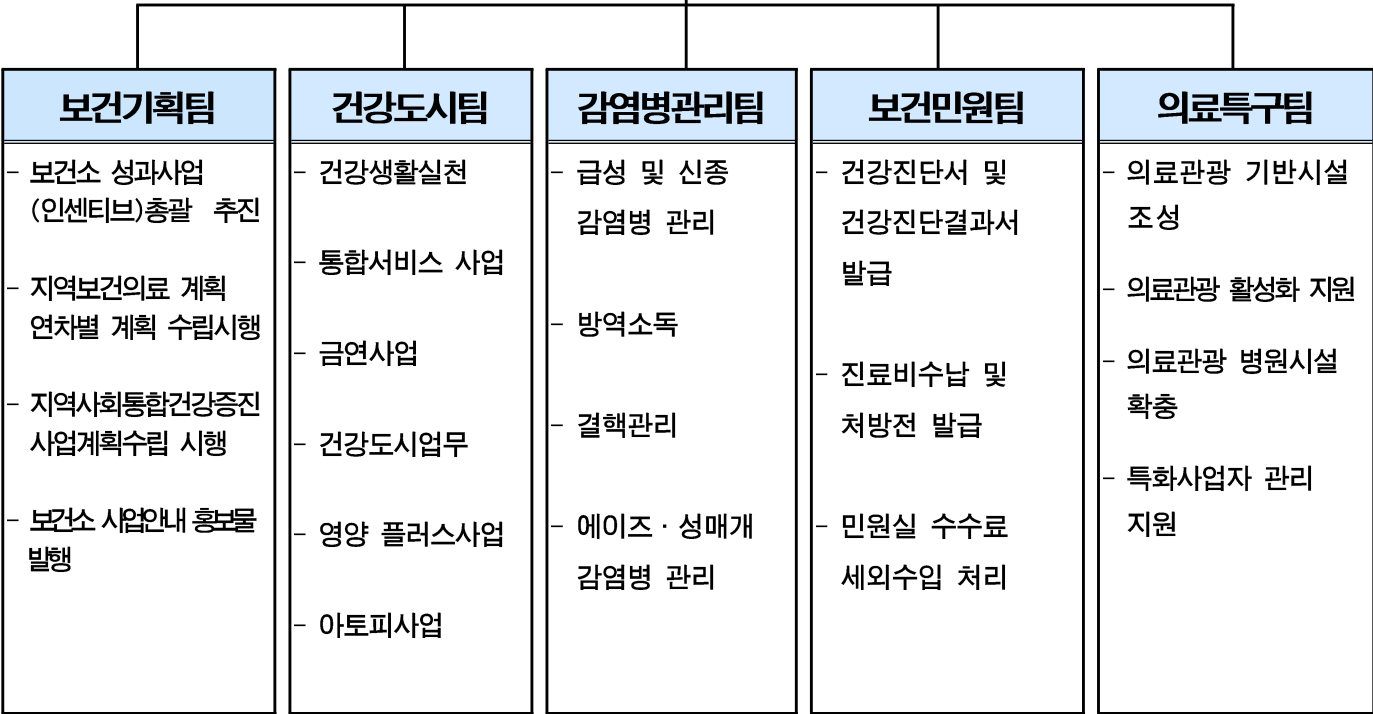 보건기획팀
- 보건소 성과사업
(인센티브)총괄 추진
- 지역보건의료 계획
연차별 계획 수립시행
- 지역사회통합건강증진
사업계획수립 시행
- 보건소 사업안내 홍보물
발행
건강도시팀
- 건강생활실천
- 통합서비스 사업
- 금연사업
- 건강도시업무
- 영양 플러스사업
- 아토피사업
감염병관리팀
- 급성 및 신종
감염병 관리
- 방역소독
- 결핵관리
- 에이즈·성매개
감염병 관리
보건민원팀
- 건강진단서 및
건강진단결과서
발급
- 진료비수납 및
처방전 발급
- 민원실 수수료
세외수입 처리
의료특구팀
- 의료관광 기반시설
조성
- 의료관광 활성화 지원
- 의료관광 병원시설
확충
- 특화사업자 관리
지원